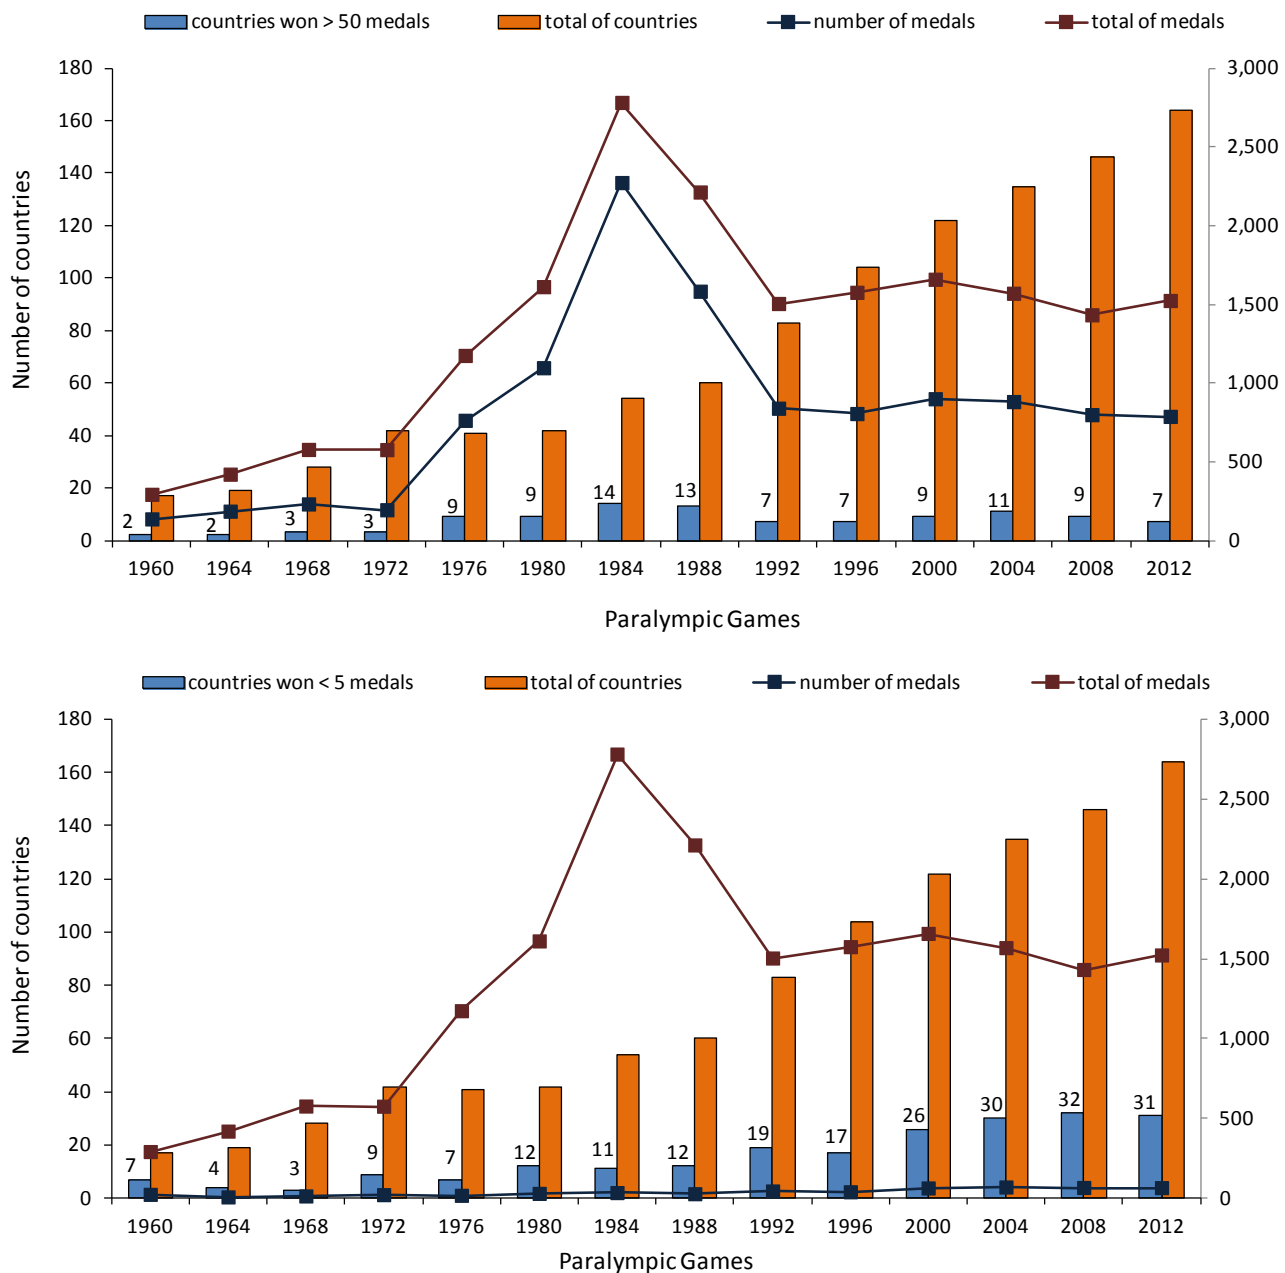 countries won > 50 medals total of countries number of medals total of medals
180 3,000
160 2,500
140
120 2,000
100 1,500
80
60 1,000
40 500
20
0 0
Number of countries
2 2 3 3 9 9 14 13 7 7 9 11 9 7
1960 1964 1968 1972 1976 1980 1984 1988 1992 1996 2000 2004 2008 2012
Paralympic Games
countries won < 5 medals total of countries number of medals total of medals
180 3,000
160 2,500
140
120 2,000
100 1,500
80
60 1,000
40 500
20
0 0
Number of countries
7 4 3 9 7 12 11 12 19 17 26 30 32 31
1960 1964 1968 1972 1976 1980 1984 1988 1992 1996 2000 2004 2008 2012
Paralympic Games